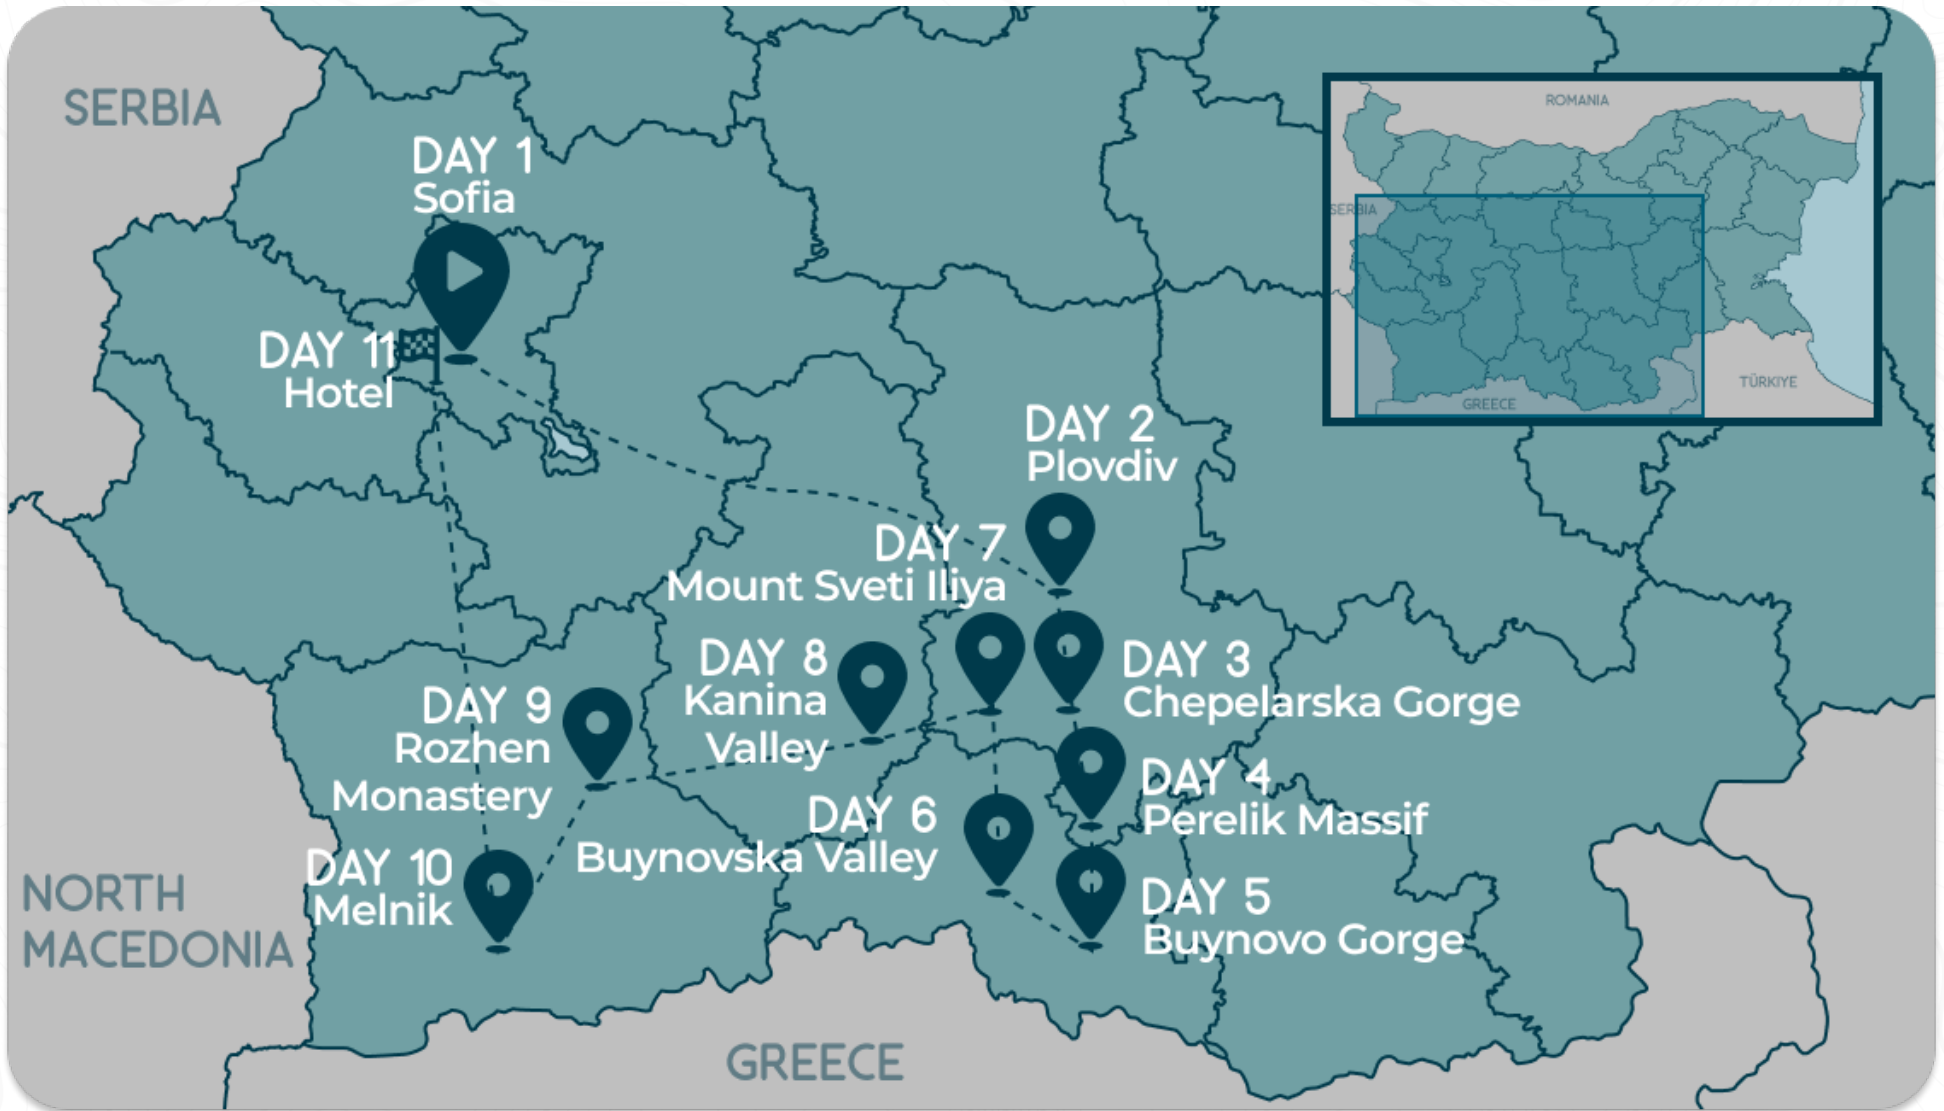 SERBIA
ROMANIA
DAY 1
Sofia
SERBIA
DAY 11
Hotel
TÜRKIYE
GREECE
DAY 2
Plovdiv
DAY 7
Mount Sveti Iliya
DAY 8
Kanina
Valley
DAY 3
Chepelarska Gorge
DAY 9
Rozhen
Monastery
DAY 4
Perelik Massif
DAY 6
Buynovska Valley
DAY 10
Melnik
DAY 5
Buynovo Gorge
NORTH
MACEDONIA
GREECE